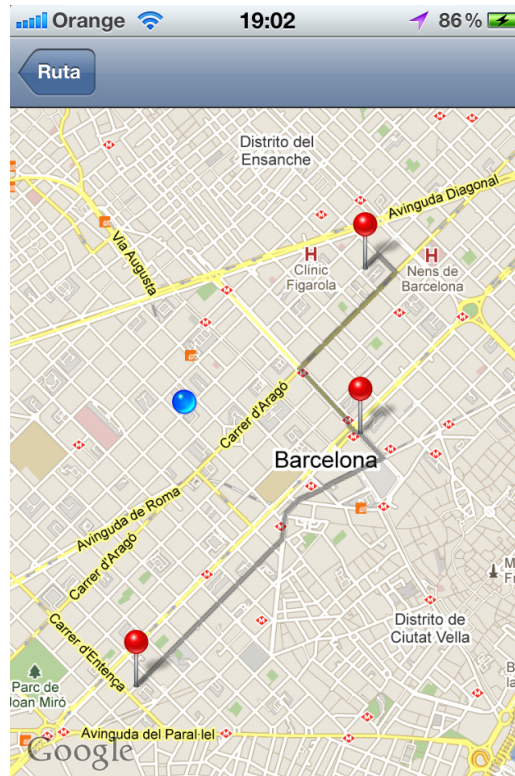 Orange
19:02
86%
Ruta
Distrito del
Ensanche
Avinguda Diagonal
Via Augusta
H
Clínic
Figarola
H
Nens de
Barcelona
Carrer d'Aragó
Barcelona
Avinguda de Roma
Carrer d'Aragó
Carrer d'Entença
Distrito de
Ciutat Vella
Parc de
Joan Miró
Avinguda del Paral·lel
Google